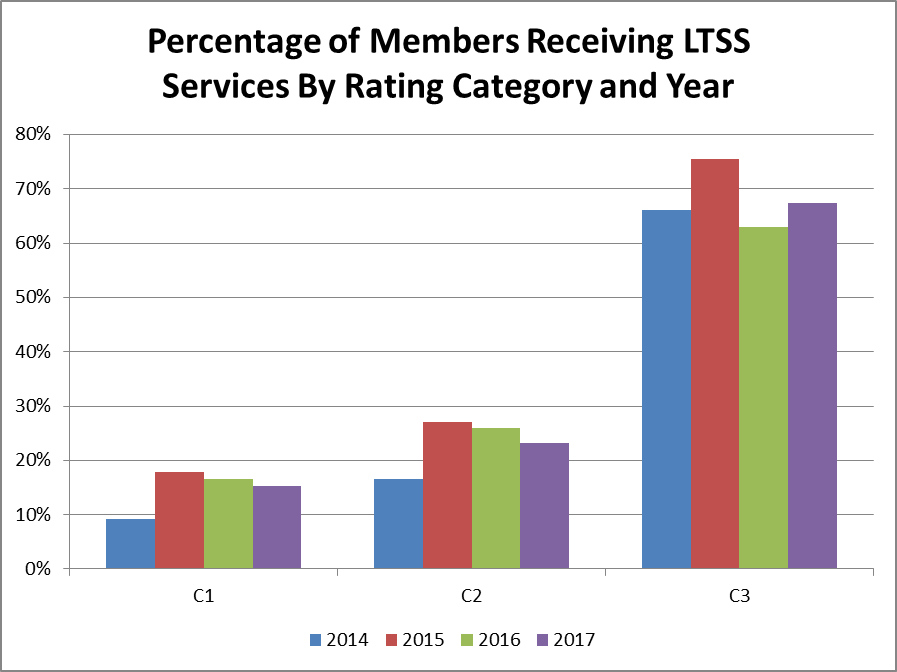 Percentage of Members Receiving LTSS
Services By Rating Category and Year
80%
70%
60%
50%
40%
30%
20%
10%
0%
C1 C2 C3
2014 2015 2016 2017